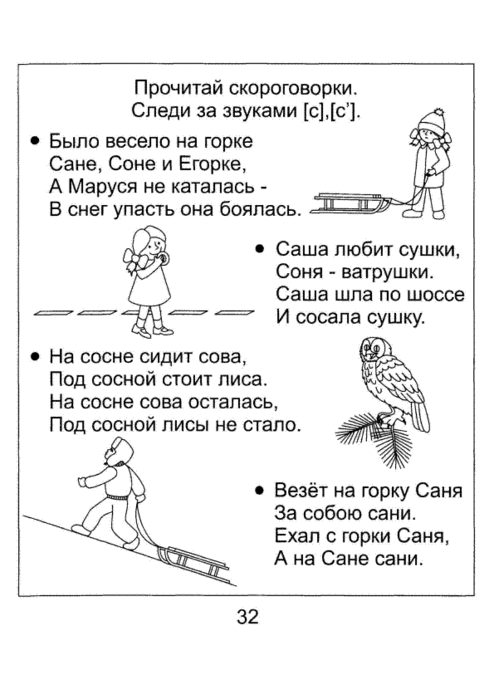 Прочитай скороговорки.
Следи за звуками [с],[с'].
● Было весело на горке
Сане, Соне и Егорке,
А Маруся не каталась -
В снег упасть она боялась.
● Саша любит сушки,
Соня - ватрушки.
Саша шла по шоссе
И сосала сушку.
● На сосне сидит сова,
Под сосной стоит лиса.
На сосне сова осталась,
Под сосной лисы не стало.
● Везёт на горку Саня
За собою сани.
Ехал с горки Саня,
А на Сане сани.
32